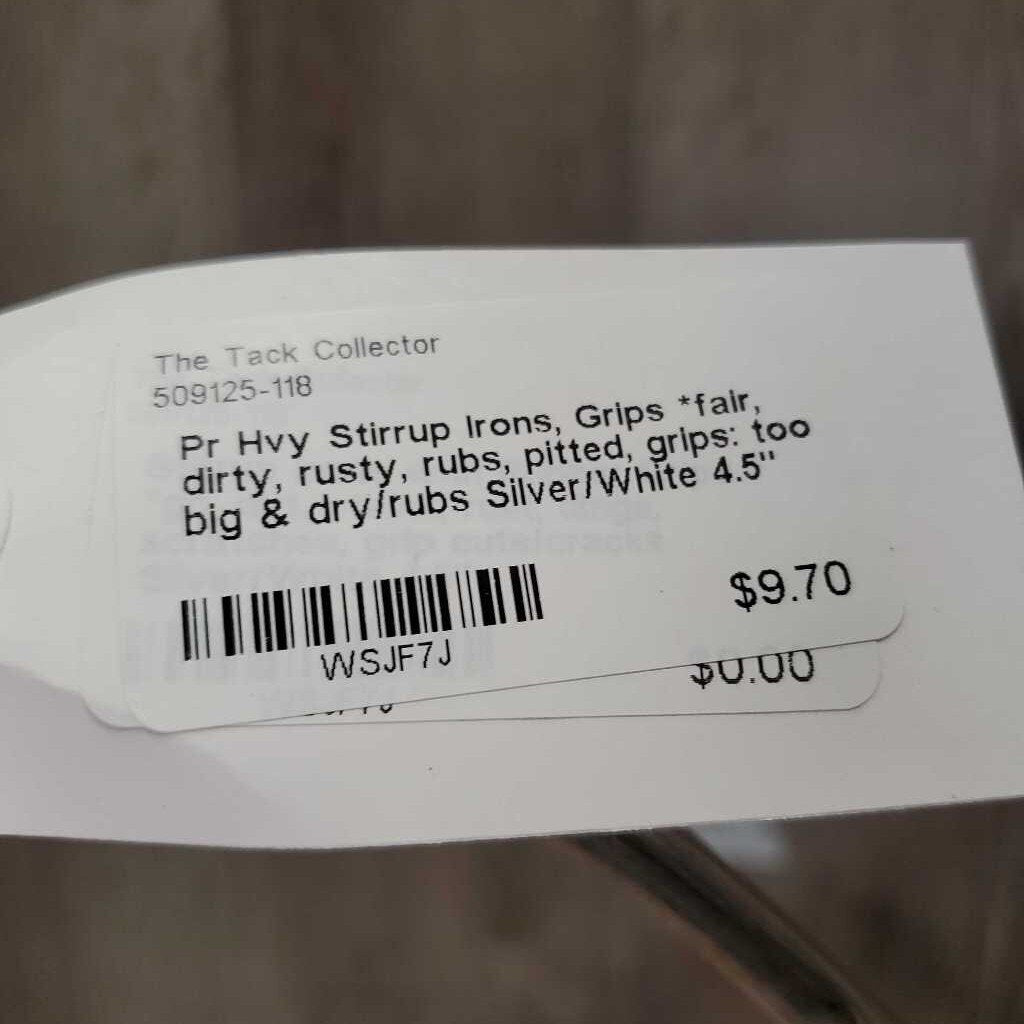 The Tack Collector
509125-118
Pr Hvy Stirrup Irons, Grips *fair,
dirty, rusty, rubs, pitted, grips: too
big & dry/rubs Silver/White 4.5"
$9.70
WSJF7J
$0.00